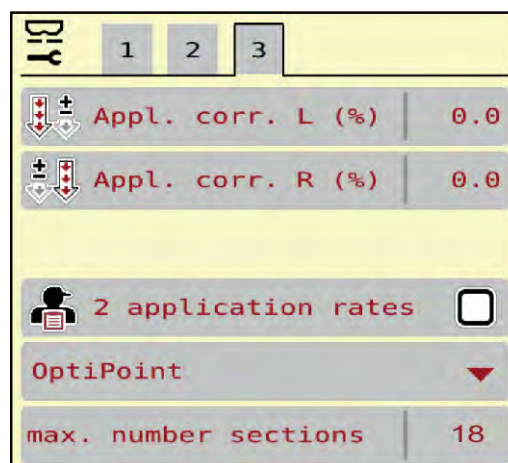 1 2 3
Appl. corr. L (%) 0.0
Appl. corr. R (%) 0.0
2 application rates
OptiPoint
max. number sections 18